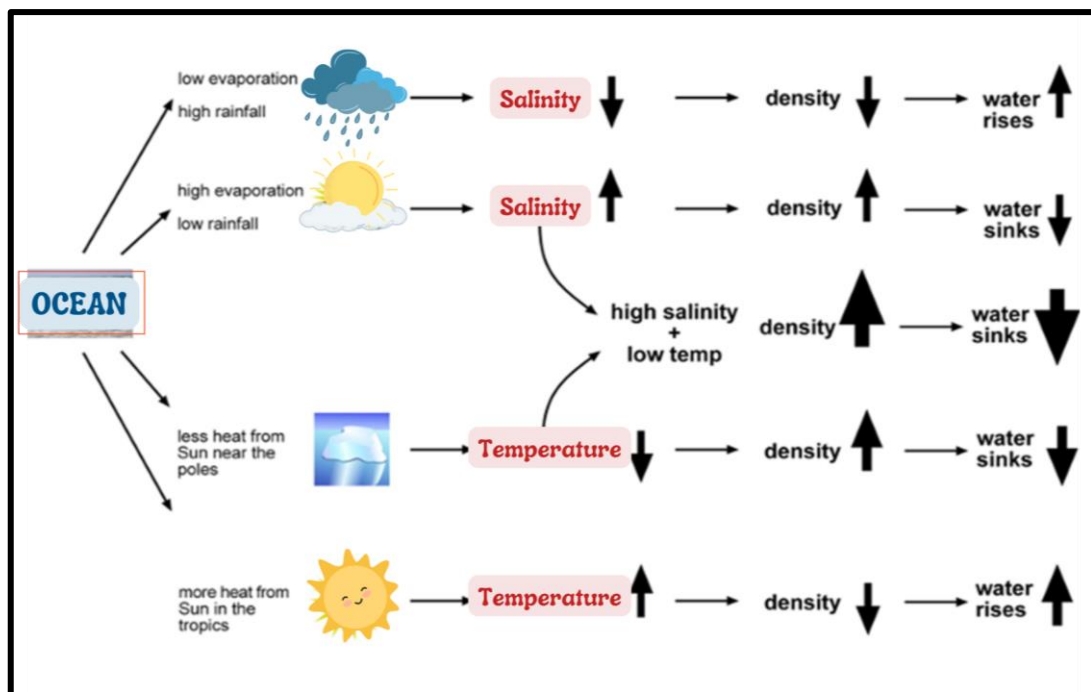 low evaporation
high rainfall
Salinity
density
water
rises
high evaporation
low rainfall
Salinity
density
water
sinks
OCEAN
high salinity
+
low temp
density
water
sinks
less heat from
Sun near the
poles
Temperature
density
water
sinks
more heat from
Sun in the
tropics
Temperature
density
water
rises